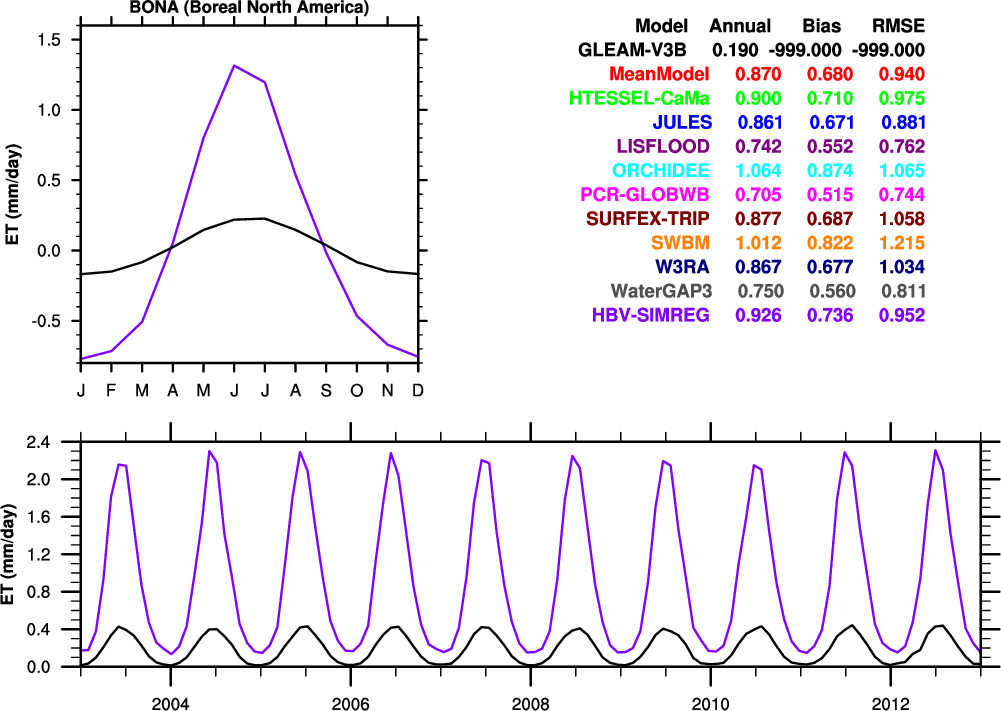 BONA (Boreal North America)
1.5
1.0
0.5
0.0
-0.5
ET (mm/day)
J F M A M J J A S O N D
Model Annual Bias RMSE
GLEAM-V3B 0.190 -999.000 -999.000
MeanModel 0.870 0.680 0.940
HTESSEL-CaMa 0.900 0.710 0.975
JULES 0.861 0.671 0.881
LISFLOOD 0.742 0.552 0.762
ORCHIDEE 1.064 0.874 1.065
PCR-GLOBWB 0.705 0.515 0.744
SURFEX-TRIP 0.877 0.687 1.058
SWBM 1.012 0.822 1.215
W3RA 0.867 0.677 1.034
WaterGAP3 0.750 0.560 0.811
HBV-SIMREG 0.926 0.736 0.952
2.4
2.0
1.6
1.2
0.8
0.4
0.0
ET (mm/day)
2004 2006 2008 2010 2012